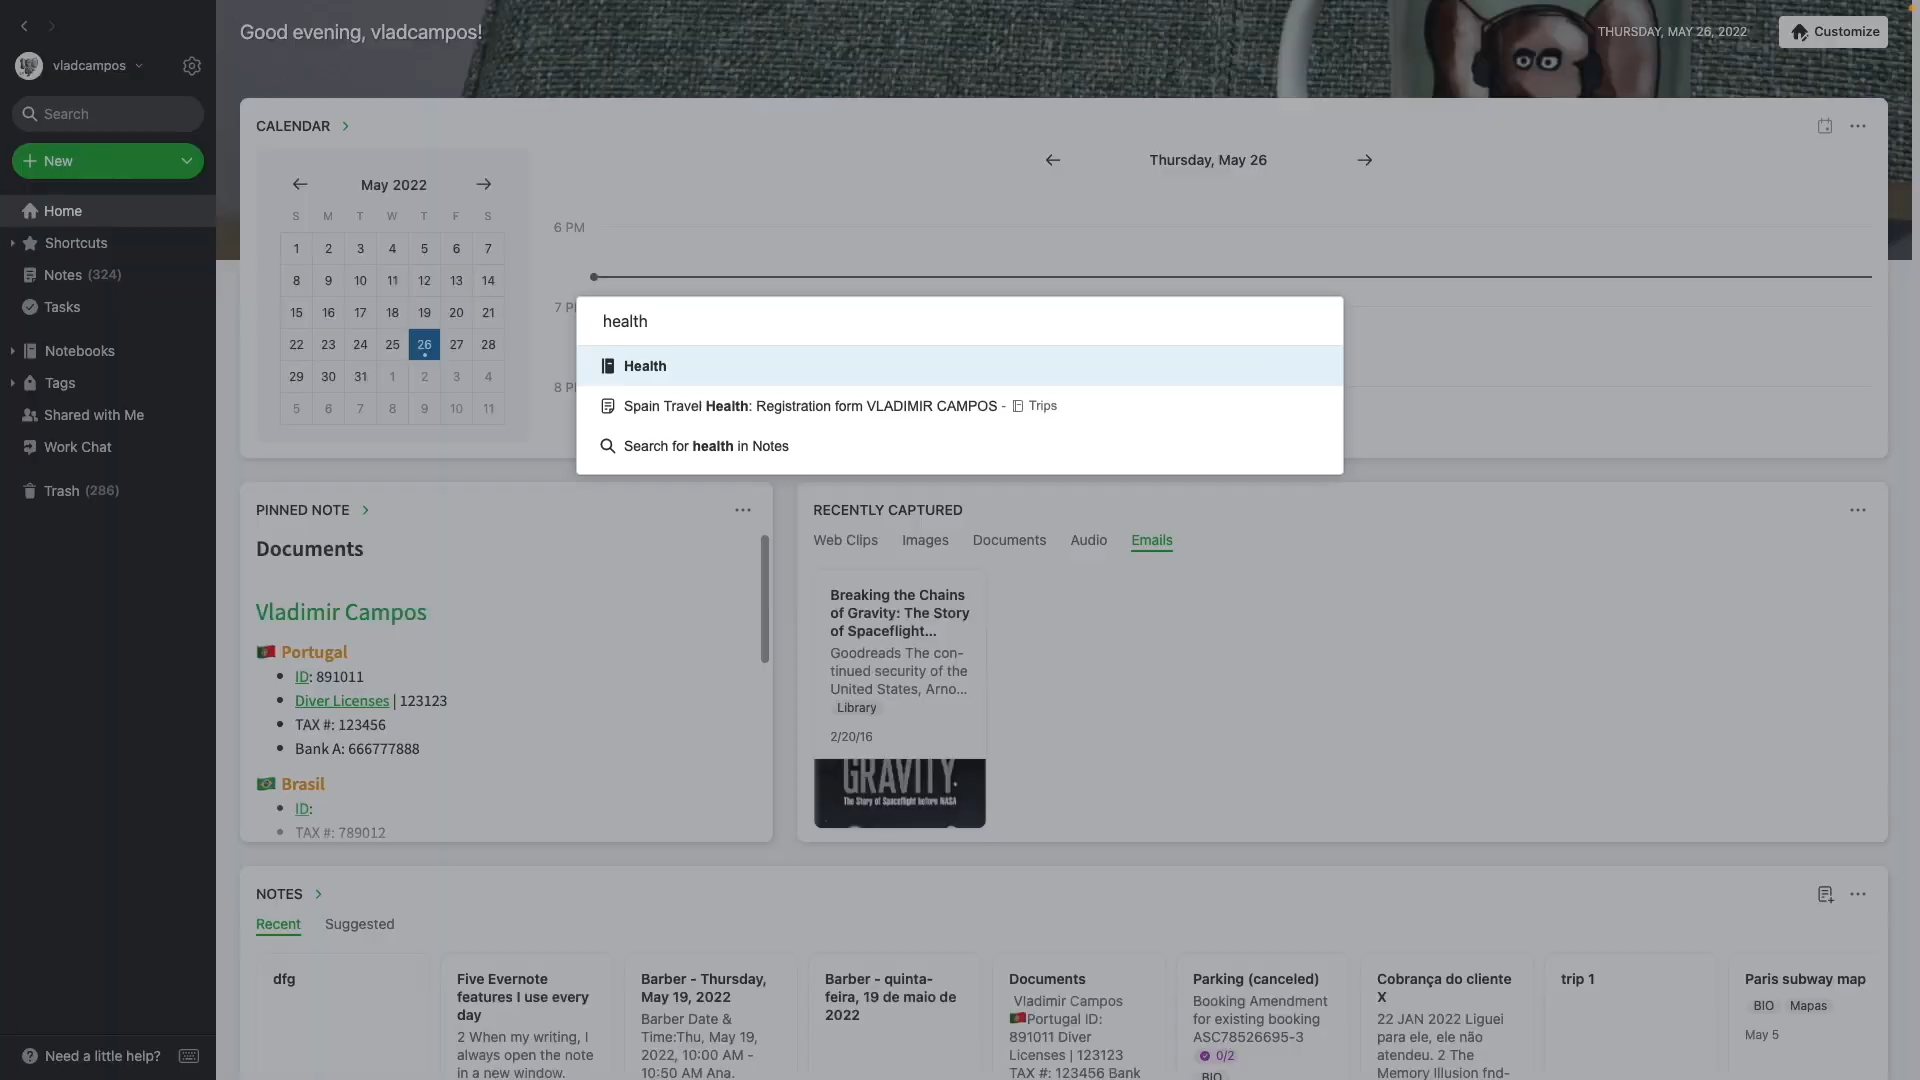 Good evening, vladcampos!
THURSDAY, MAY 26, 2022
Customize
vladcampos
Search
New
Home
Shortcuts
Notes (324)
Tasks
Notebooks
Tags
Shared with Me
Work Chat
Trash (286)
Need a little help?
CALENDAR
May 2022
S M T W T F S
1 2 3 4 5 6 7
8 9 10 11 12 13 14
15 16 17 18 19 20 21
22 23 24 25 26 27 28
29 30 31 1 2 3 4
5 6 7 8 9 10 11
Thursday, May 26
6 PM
7 P
8 P
health
Health
Spain Travel Health: Registration form VLADIMIR CAMPOS - Trips
Search for health in Notes
PINNED NOTE
Documents
Vladimir Campos
🇵🇹 Portugal
• ID: 891011
• Diver Licenses | 123123
• TAX #: 123456
• Bank A: 666777888
🇧🇷 Brasil
• ID:
• TAX #: 789012
RECENTLY CAPTURED
Web Clips Images Documents Audio Emails
Breaking the Chains
of Gravity: The Story
of Spaceflight...
Goodreads The con-
tinued security of the
United States, Arno...
Library
2/20/16
GRAVITY.
The Story of Spaceflight before NASA
NOTES
Recent Suggested
dfg
Five Evernote
features I use every
day
2 When my writing, I
always open the note
in a new window.
Barber - Thursday,
May 19, 2022
Barber Date &
Time:Thu, May 19,
2022, 10:00 AM -
10:50 AM Ana.
Barber - quinta-
feira, 19 de maio de
2022
Documents
Vladimir Campos
🇵🇹Portugal ID:
891011 Diver
Licenses | 123123
TAX #: 123456 Bank
Parking (canceled)
Booking Amendment
for existing booking
ASC78526695-3
0/2
BIO
Cobrança do cliente
X
22 JAN 2022 Liguei
para ele, ele não
atendeu. 2 The
Memory Illusion fnd-
trip 1
Paris subway map
BIO Mapas
May 5